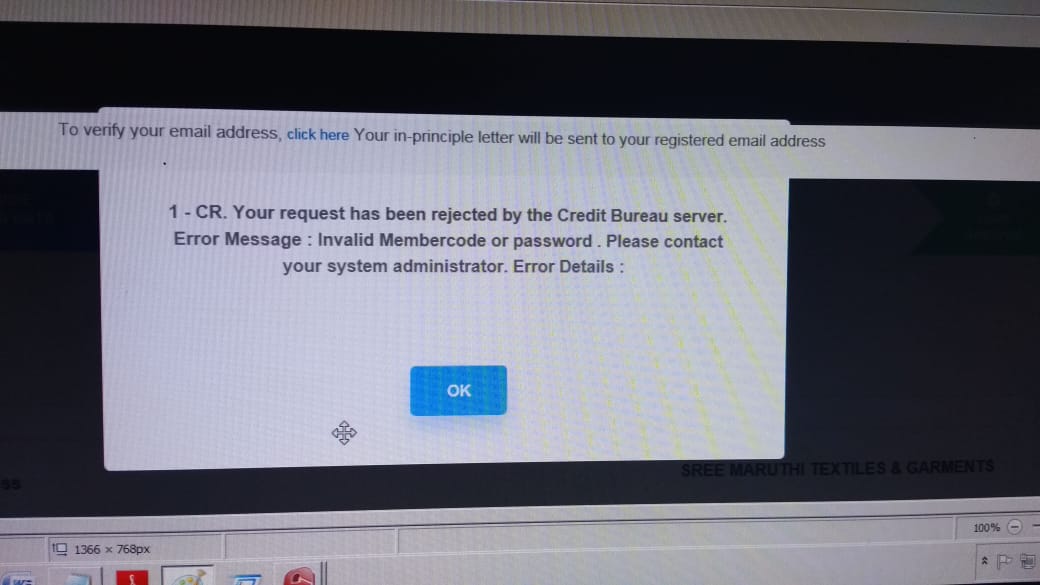 To verify your email address, click here Your in-principle letter will be sent to your registered email address
1 - CR. Your request has been rejected by the Credit Bureau server.
Error Message : Invalid Membercode or password . Please contact
your system administrator. Error Details :
OK
SREE MARUTHI TEXTILES & GARMENTS
ss
100%
1366 × 768px